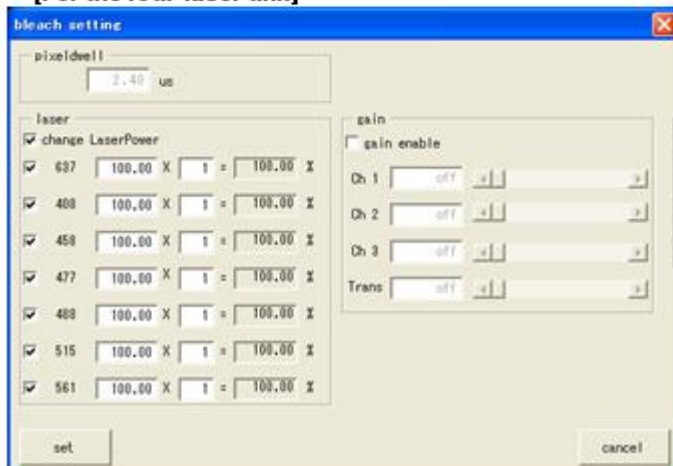 bleach setting
pixeldwell
2.40 us
laser
change LaserPower
637 100.00 X 1 = 100.00 %
408 100.00 X 1 = 100.00 %
458 100.00 X 1 = 100.00 %
477 100.00 X 1 = 100.00 %
488 100.00 X 1 = 100.00 %
515 100.00 X 1 = 100.00 %
561 100.00 X 1 = 100.00 %
gain
gain enable
Ch 1 off
Ch 2 off
Ch 3 off
Trans off
set
cancel